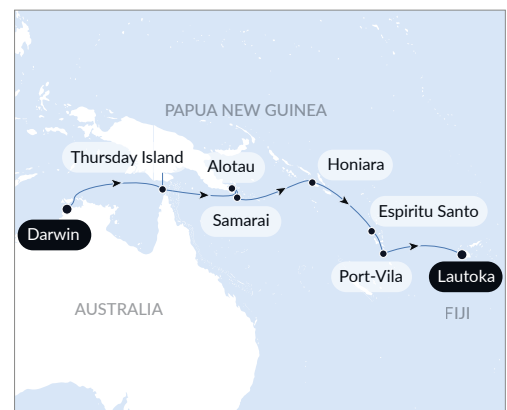 PAPUA NEW GUINEA
Thursday Island
Alotau
Honiara
Samarai
Espiritu Santo
Darwin
Port-Vila
Lautoka
AUSTRALIA
FIJI